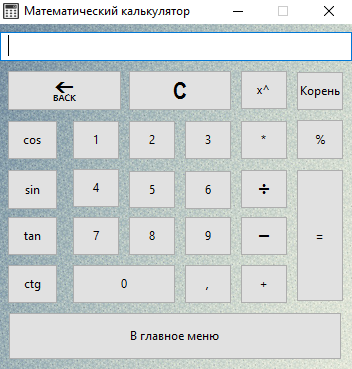 Математический калькулятор
BACK C x^ Корень
cos 1 2 3 * %
sin 4 5 6 ÷
tan 7 8 9 − =
ctg 0 , +
В главное меню